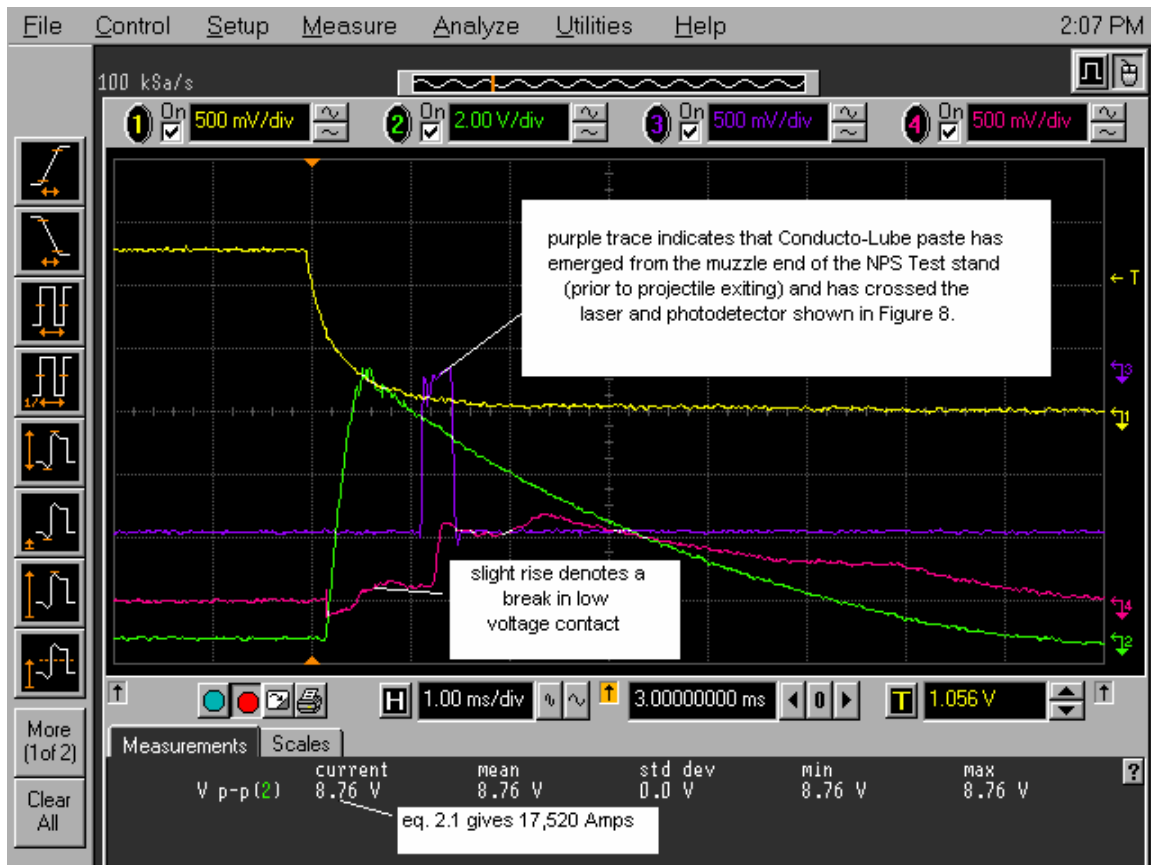 File Control Setup Measure Analyze Utilities Help 2:07 PM
100 kSa/s
1 On 500 mV/div 2 On 2.00 V/div 3 On 500 mV/div 4 On 500 mV/div
purple trace indicates that Conducto-Lube paste has
emerged from the muzzle end of the NPS Test stand
(prior to projectile exiting) and has crossed the
laser and photodetector shown in Figure 8.
T
3
1
slight rise denotes a
break in low
voltage contact
4
2
1/
More
(1of 2)
Clear
All
H 1.00 ms/div 3.00000000 ms 0 T 1.056 V
Measurements Scales
current mean std dev min max
V p-p(2) 8.76 V 8.76 V 0.0 V 8.76 V 8.76 V
?
eq. 2.1 gives 17,520 Amps